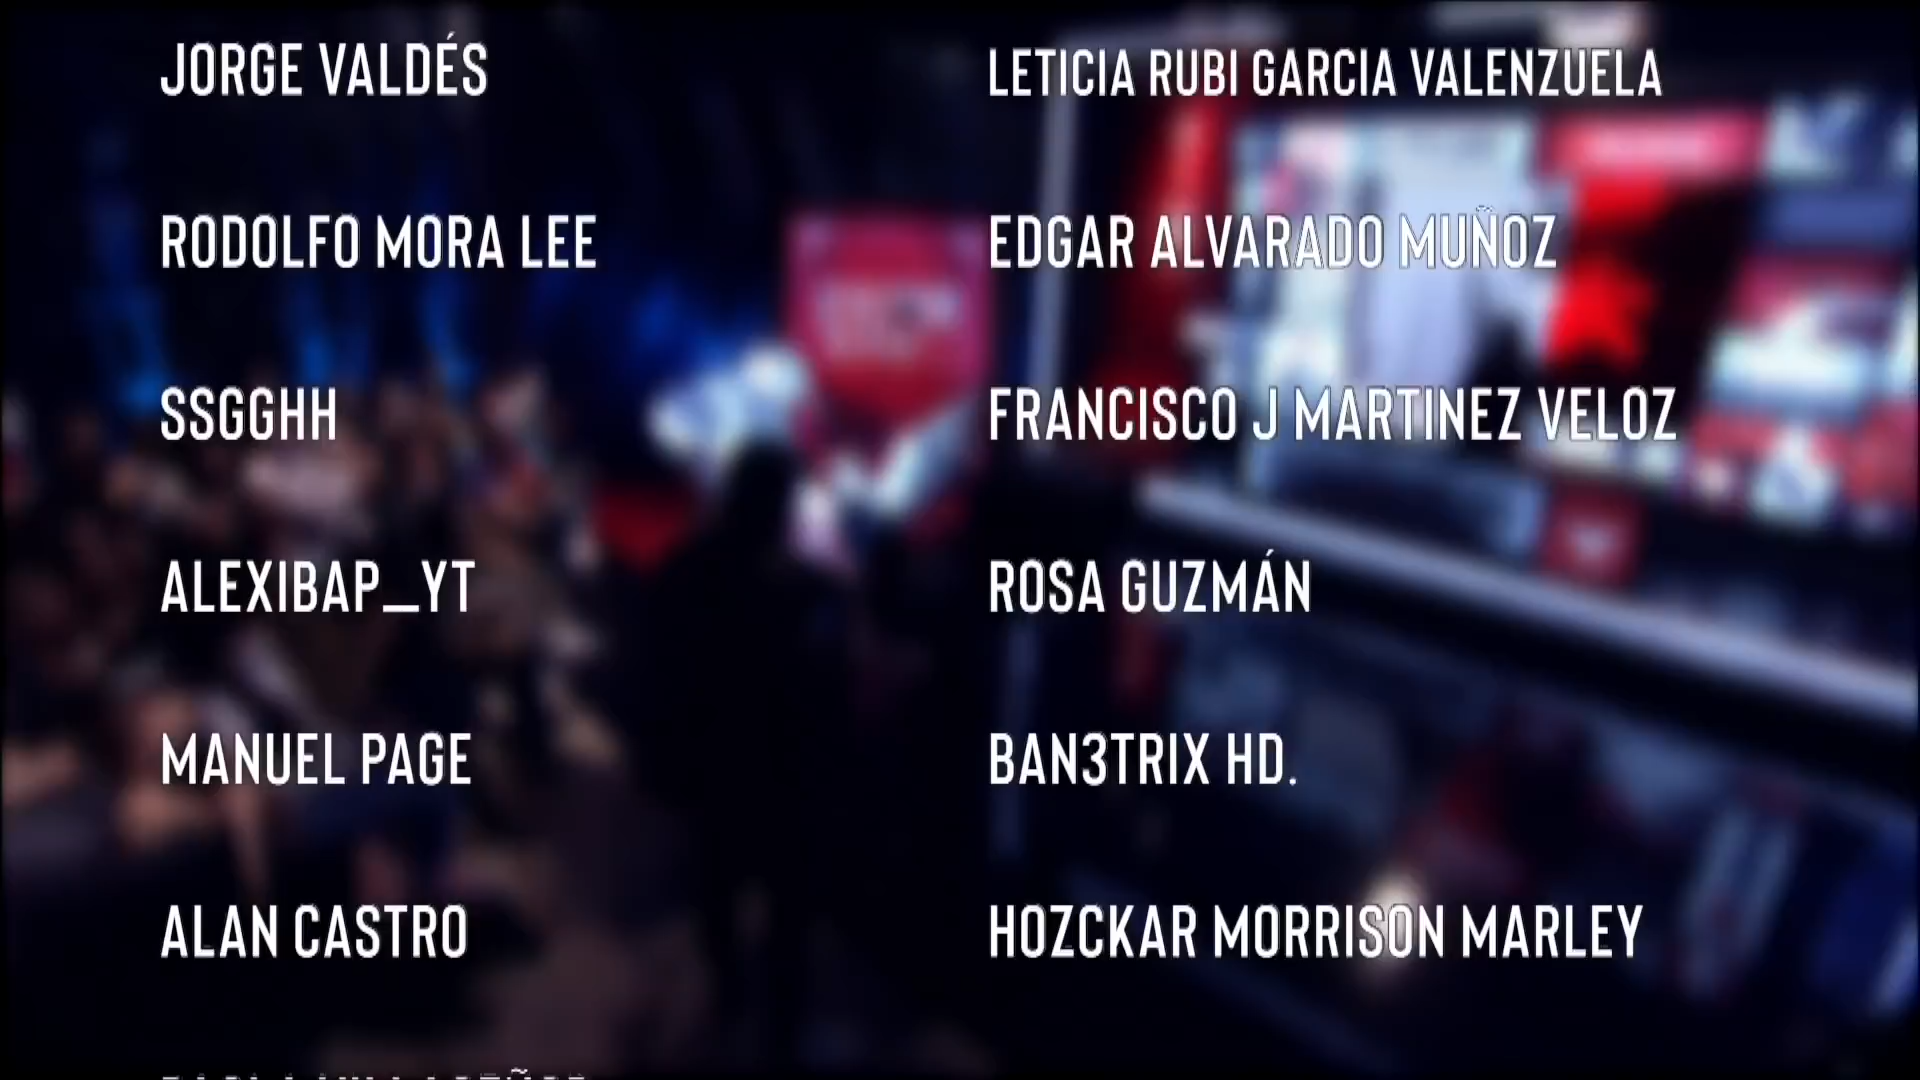 JORGE VALDÉS
LETICIA RUBI GARCIA VALENZUELA
RODOLFO MORA LEE
EDGAR ALVARADO MUÑOZ
SSGGHH
FRANCISCO J MARTINEZ VELOZ
ALEXIBAP_YT
ROSA GUZMÁN
MANUEL PAGE
BAN3TRIX HD.
ALAN CASTRO
HOZCKAR MORRISON MARLEY